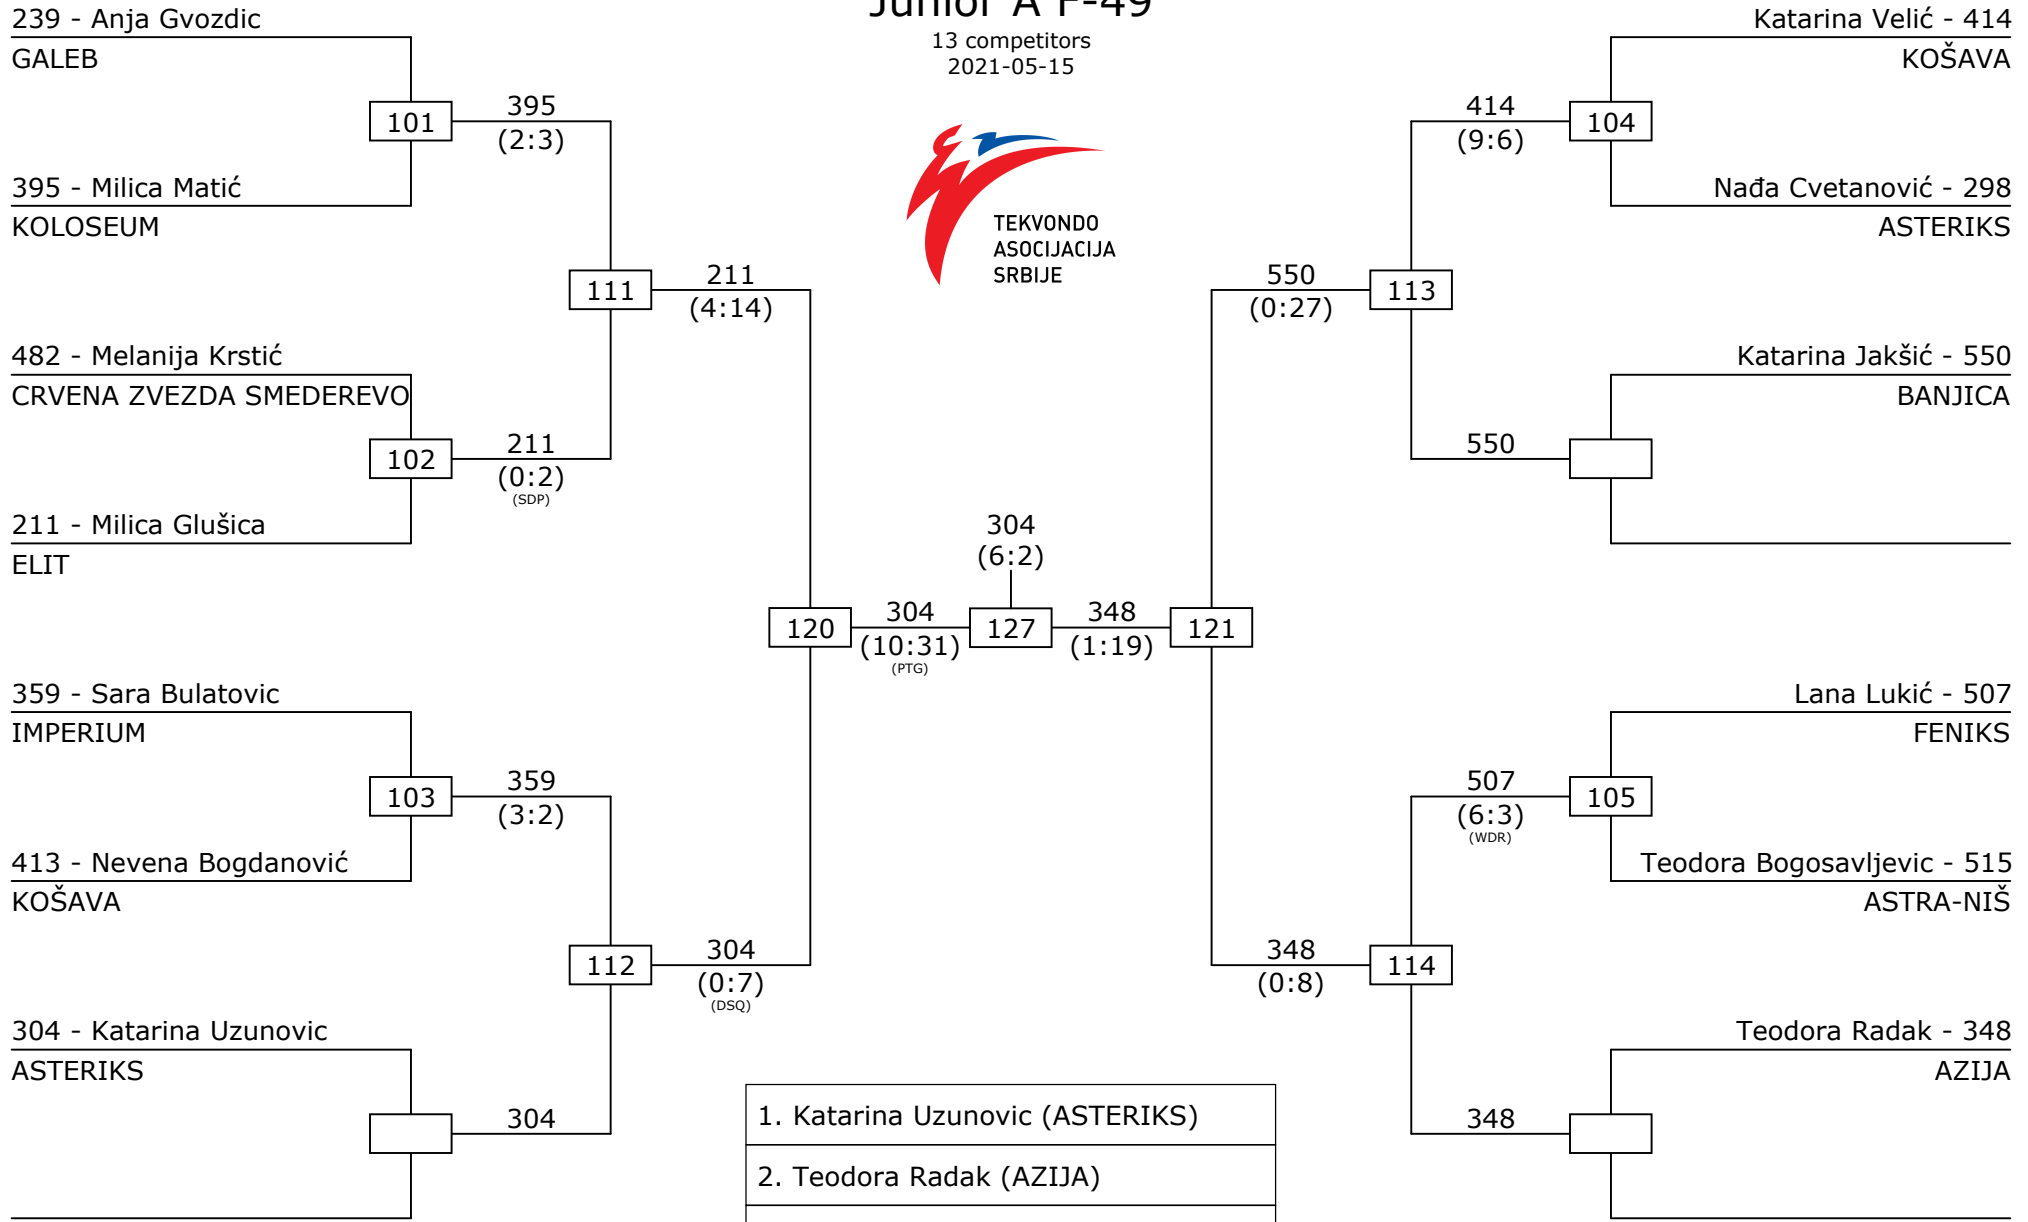 Junior A F-49
13 competitors
2021-05-15
TEKVONDO
ASOCIJACIJA
SRBIJE
239 - Anja Gvozdic
GALEB
101
395
(2:3)
395 - Milica Matić
KOLOSEUM
111
211
(4:14)
482 - Melanija Krstić
CRVENA ZVEZDA SMEDEREVO
102
211
(0:2)
(SDP)
211 - Milica Glušica
ELIT
120
304
(10:31)
(PTG)
359 - Sara Bulatovic
IMPERIUM
103
359
(3:2)
413 - Nevena Bogdanović
KOŠAVA
112
304
(0:7)
(DSQ)
304 - Katarina Uzunovic
ASTERIKS
304
304
(6:2)
127
Katarina Velić - 414
KOŠAVA
414
(9:6)
104
Nađa Cvetanović - 298
ASTERIKS
550
(0:27)
113
Katarina Jakšić - 550
BANJICA
550
348
(1:19)
121
Lana Lukić - 507
FENIKS
507
(6:3)
(WDR)
105
Teodora Bogosavljevic - 515
ASTRA-NIŠ
348
(0:8)
114
Teodora Radak - 348
AZIJA
348
1. Katarina Uzunovic (ASTERIKS)
2. Teodora Radak (AZIJA)